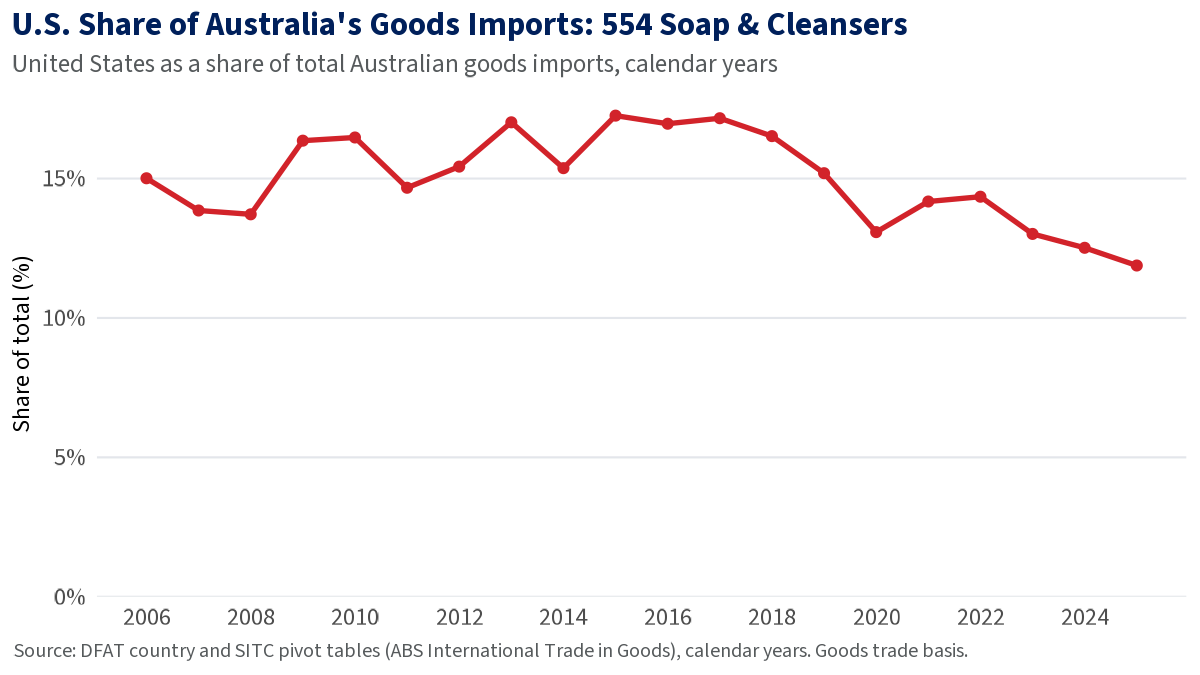 U.S. Share of Australia's Goods Imports: 554 Soap & Cleansers
United States as a share of total Australian goods imports, calendar years
Share of total (%)
15%
10%
5%
0%
2006 2008 2010 2012 2014 2016 2018 2020 2022 2024
Source: DFAT country and SITC pivot tables (ABS International Trade in Goods), calendar years. Goods trade basis.